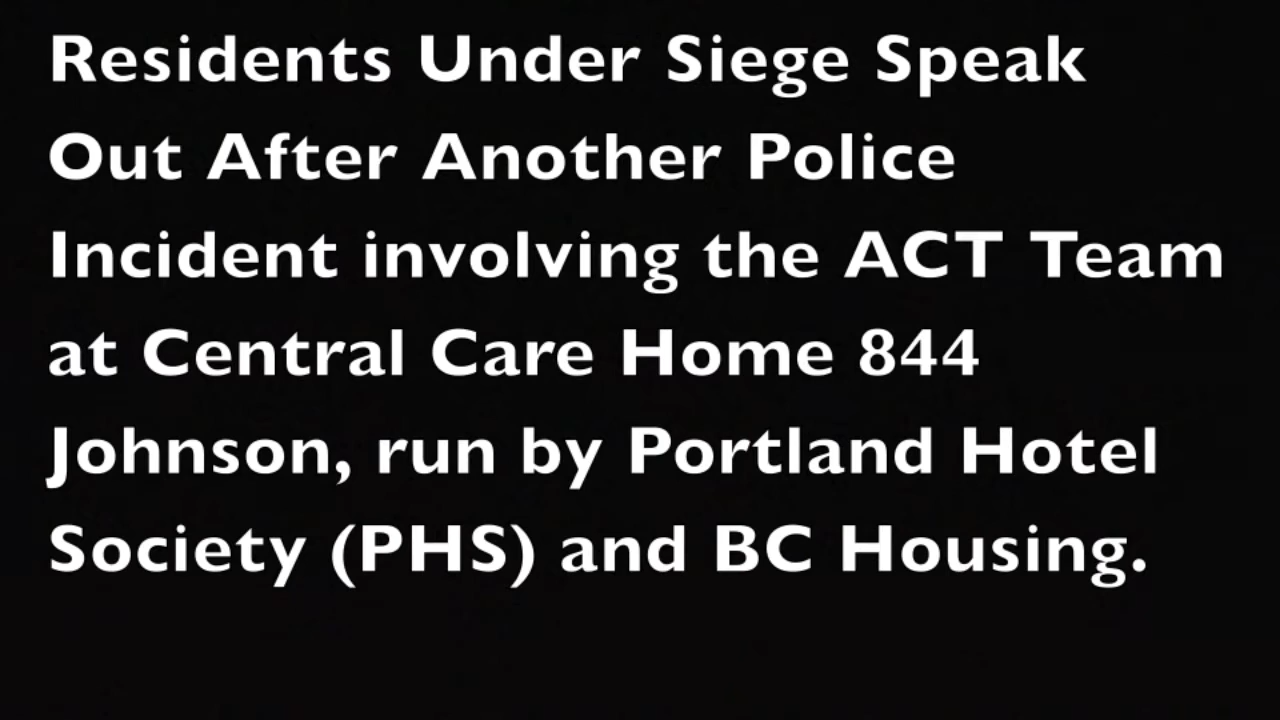 Residents Under Siege Speak
Out After Another Police
Incident involving the ACT Team
at Central Care Home 844
Johnson, run by Portland Hotel
Society (PHS) and BC Housing.